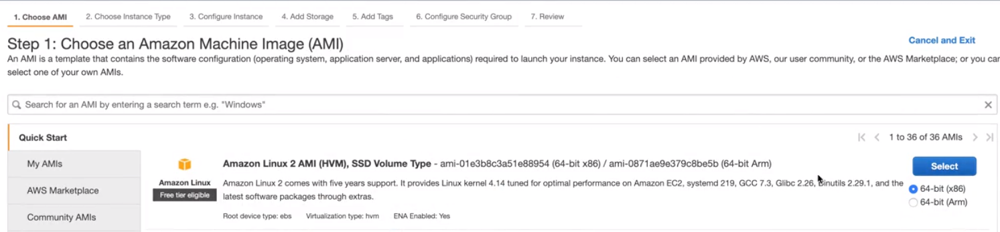 1. Choose AMI 2. Choose Instance Type 3. Configure Instance 4. Add Storage 5. Add Tags 6. Configure Security Group 7. Review
Step 1: Choose an Amazon Machine Image (AMI)
Cancel and Exit
An AMI is a template that contains the software configuration (operating system, application server, and applications) required to launch your instance. You can select an AMI provided by AWS, our user community, or the AWS Marketplace; or you can
select one of your own AMIs.
Search for an AMI by entering a search term e.g. "Windows"
Quick Start
1 to 36 of 36 AMIs
My AMIs
AWS Marketplace
Community AMIs
Amazon Linux
Free tier eligible
Amazon Linux 2 AMI (HVM), SSD Volume Type - ami-01e3b8c3a51e88954 (64-bit x86) / ami-0871ae9e379c8be5b (64-bit Arm)
Amazon Linux 2 comes with five years support. It provides Linux kernel 4.14 tuned for optimal performance on Amazon EC2, systemd 219, GCC 7.3, Glibc 2.26, Binutils 2.29.1, and the
latest software packages through extras.
Root device type: ebs Virtualization type: hvm ENA Enabled: Yes
Select
64-bit (x86)
64-bit (Arm)